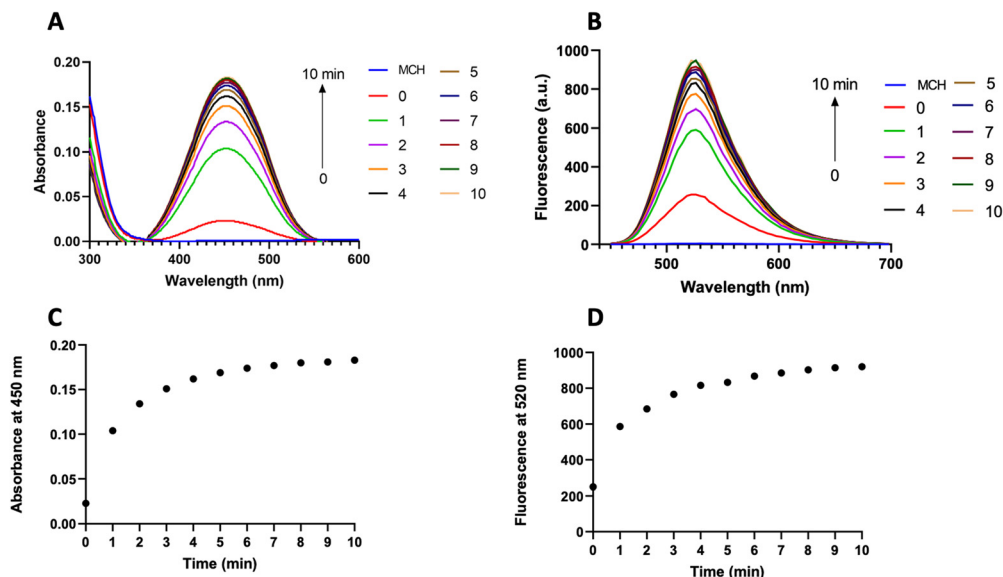 A
B
0.20
0.15
0.10
0.05
0.00
300
400
500
600
Absorbance
Wavelength (nm)
10 min
0
MCH
0
1
2
3
4
5
6
7
8
9
10
1000
800
600
400
200
0
500
600
700
Fluorescence (a.u.)
Wavelength (nm)
10 min
0
MCH
0
1
2
3
4
5
6
7
8
9
10
C
D
0.20
0.15
0.10
0.05
0.00
0 1 2 3 4 5 6 7 8 9 10
Absorbance at 450 nm
Time (min)
1000
800
600
400
200
0
0 1 2 3 4 5 6 7 8 9 10
Fluorescence at 520 nm
Time (min)